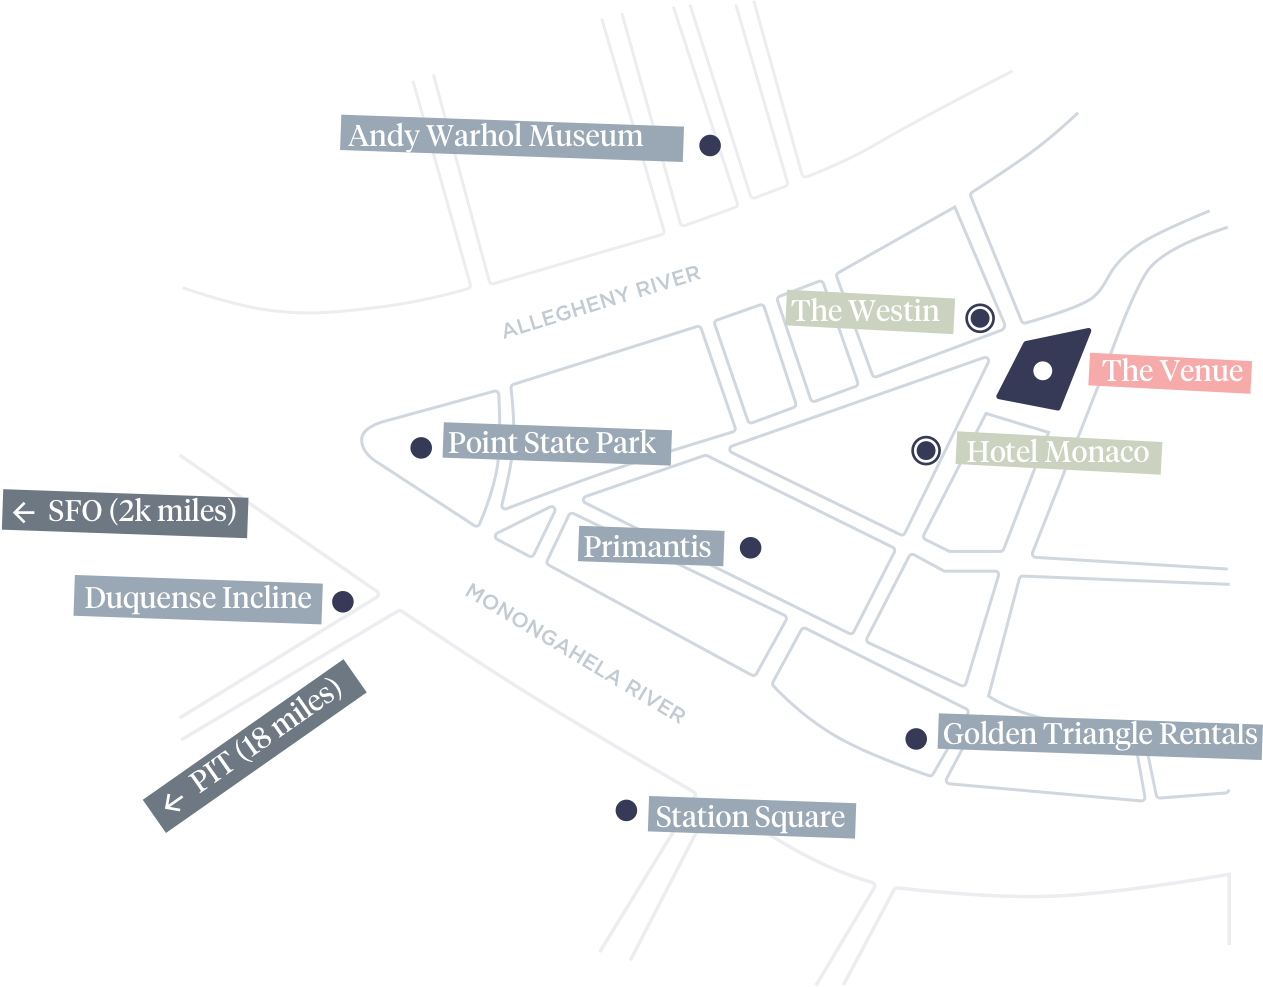 Andy Warhol Museum
ALLEGHENY RIVER
The Westin
The Venue
Point State Park
Hotel Monaco
← SFO (2k miles)
Primantis
Duquense Incline
MONONGAHELA RIVER
← PIT (18 miles)
Golden Triangle Rentals
Station Square